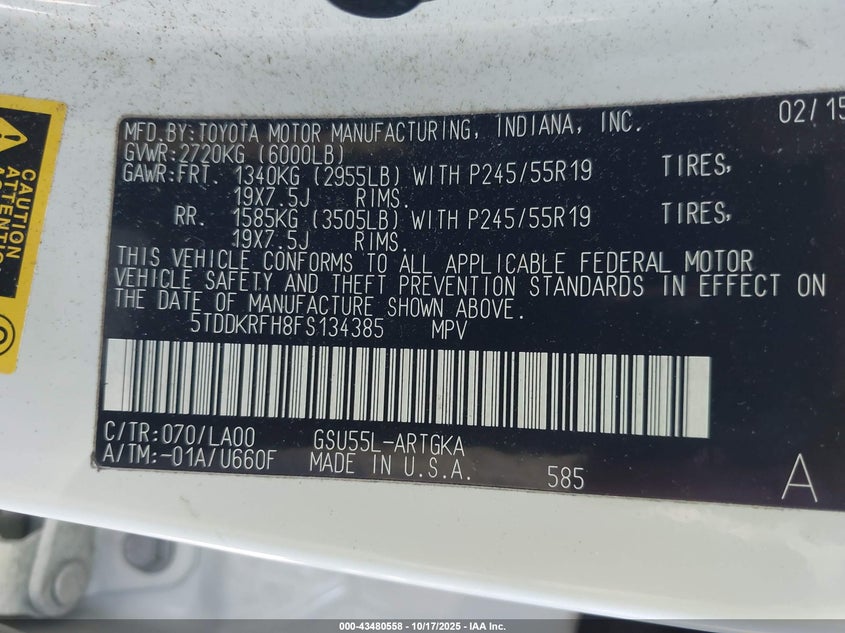 CAUTION
MFD.BY:TOYOTA MOTOR MANUFACTURING, INDIANA, INC. 02/15
GVWR:2720KG (6000LB)
GAWR:FRT. 1340KG (2955LB) WITH P245/55R19 TIRES,
19X7.5J RIMS.
RR. 1585KG (3505LB) WITH P245/55R19 TIRES,
19X7.5J RIMS.
THIS VEHICLE CONFORMS TO ALL APPLICABLE FEDERAL MOTOR
VEHICLE SAFETY AND THEFT PREVENTION STANDARDS IN EFFECT ON
THE DATE OF MANUFACTURE SHOWN ABOVE.
5TDDKRFH8FS134385 MPV
C/TR:070/LA00 GSU55L-ARTGKA
A/TM:-01A/U660F MADE IN U.S.A. 585 A
000-43480558 - 10/17/2025 - IAA Inc.